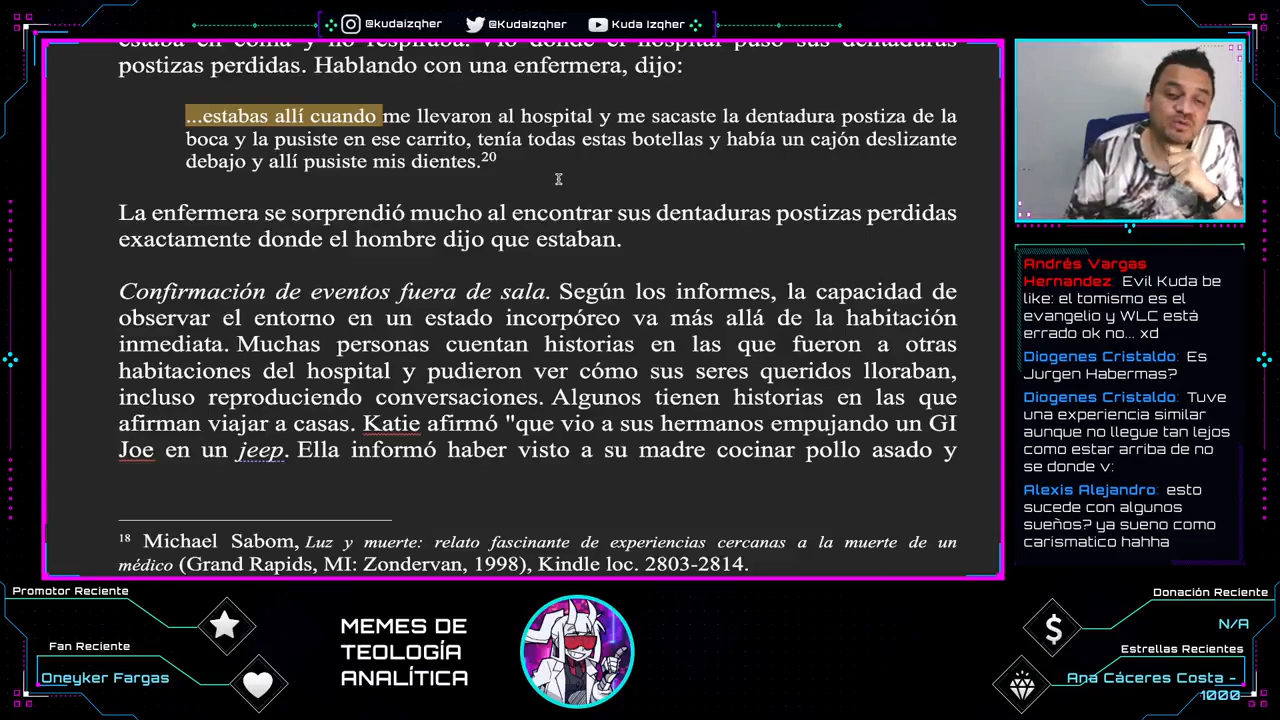 @kudaizqher @KudaIzqher Kuda Izqher
estaba en coma y no respiraba. Vio dónde el hospital puso sus dentaduras
postizas perdidas. Hablando con una enfermera, dijo:
...estabas allí cuando me llevaron al hospital y me sacaste la dentadura postiza de la
boca y la pusiste en ese carrito, tenía todas estas botellas y había un cajón deslizante
debajo y allí pusiste mis dientes.20
La enfermera se sorprendió mucho al encontrar sus dentaduras postizas perdidas
exactamente donde el hombre dijo que estaban.
Confirmación de eventos fuera de sala. Según los informes, la capacidad de
observar el entorno en un estado incorpóreo va más allá de la habitación
inmediata. Muchas personas cuentan historias en las que fueron a otras
habitaciones del hospital y pudieron ver cómo sus seres queridos lloraban,
incluso reproduciendo conversaciones. Algunos tienen historias en las que
afirman viajar a casas. Katie afirmó "que vio a sus hermanos empujando un GI
Joe en un jeep. Ella informó haber visto a su madre cocinar pollo asado y
18 Michael Sabom, Luz y muerte: relato fascinante de experiencias cercanas a la muerte de un
médico (Grand Rapids, MI: Zondervan, 1998), Kindle loc. 2803-2814.
Andrés Vargas
Hernandez: Evil Kuda be
like: el tomismo es el
evangelio y WLC está
errado ok no... xd
Diogenes Cristaldo: Es
Jurgen Habermas?
Diogenes Cristaldo: Tuve
una experiencia similar
aunque no llegue tan lejos
como estar arriba de no
se donde v:
Alexis Alejandro: esto
sucede con algunos
sueños? ya sueno como
carismatico hahha
Promotor Reciente
Fan Reciente
Oneyker Fargas
MEMES DE
TEOLOGÍA
ANALÍTICA
Donación Reciente
N/A
Estrellas Recientes
Ana Cáceres Costa -
1000